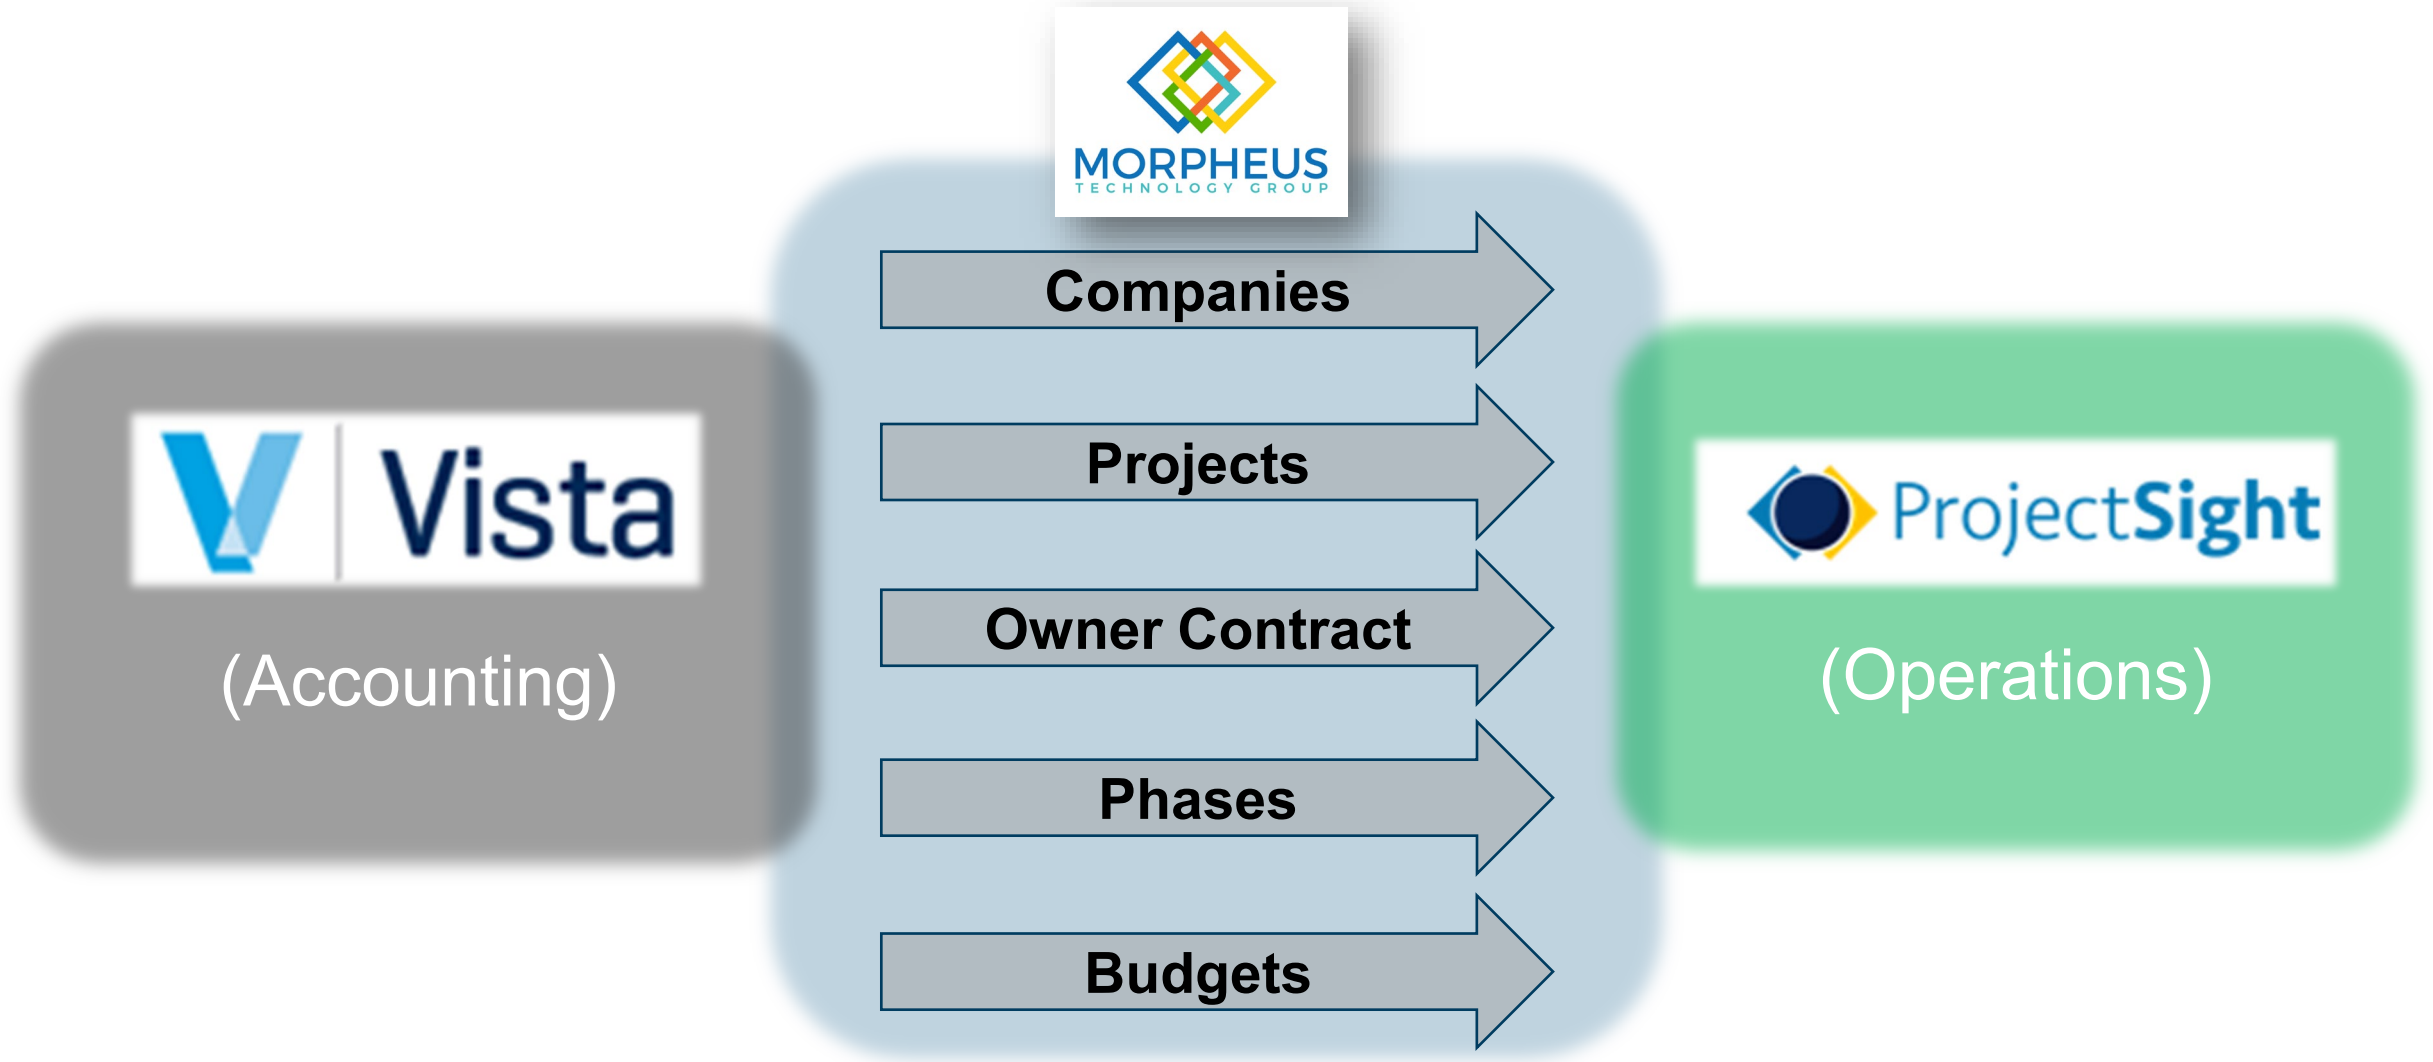 MORPHEUS
TECHNOLOGY GROUP
Companies
Projects
Owner Contract
Phases
Budgets
Vista
(Accounting)
ProjectSight
(Operations)